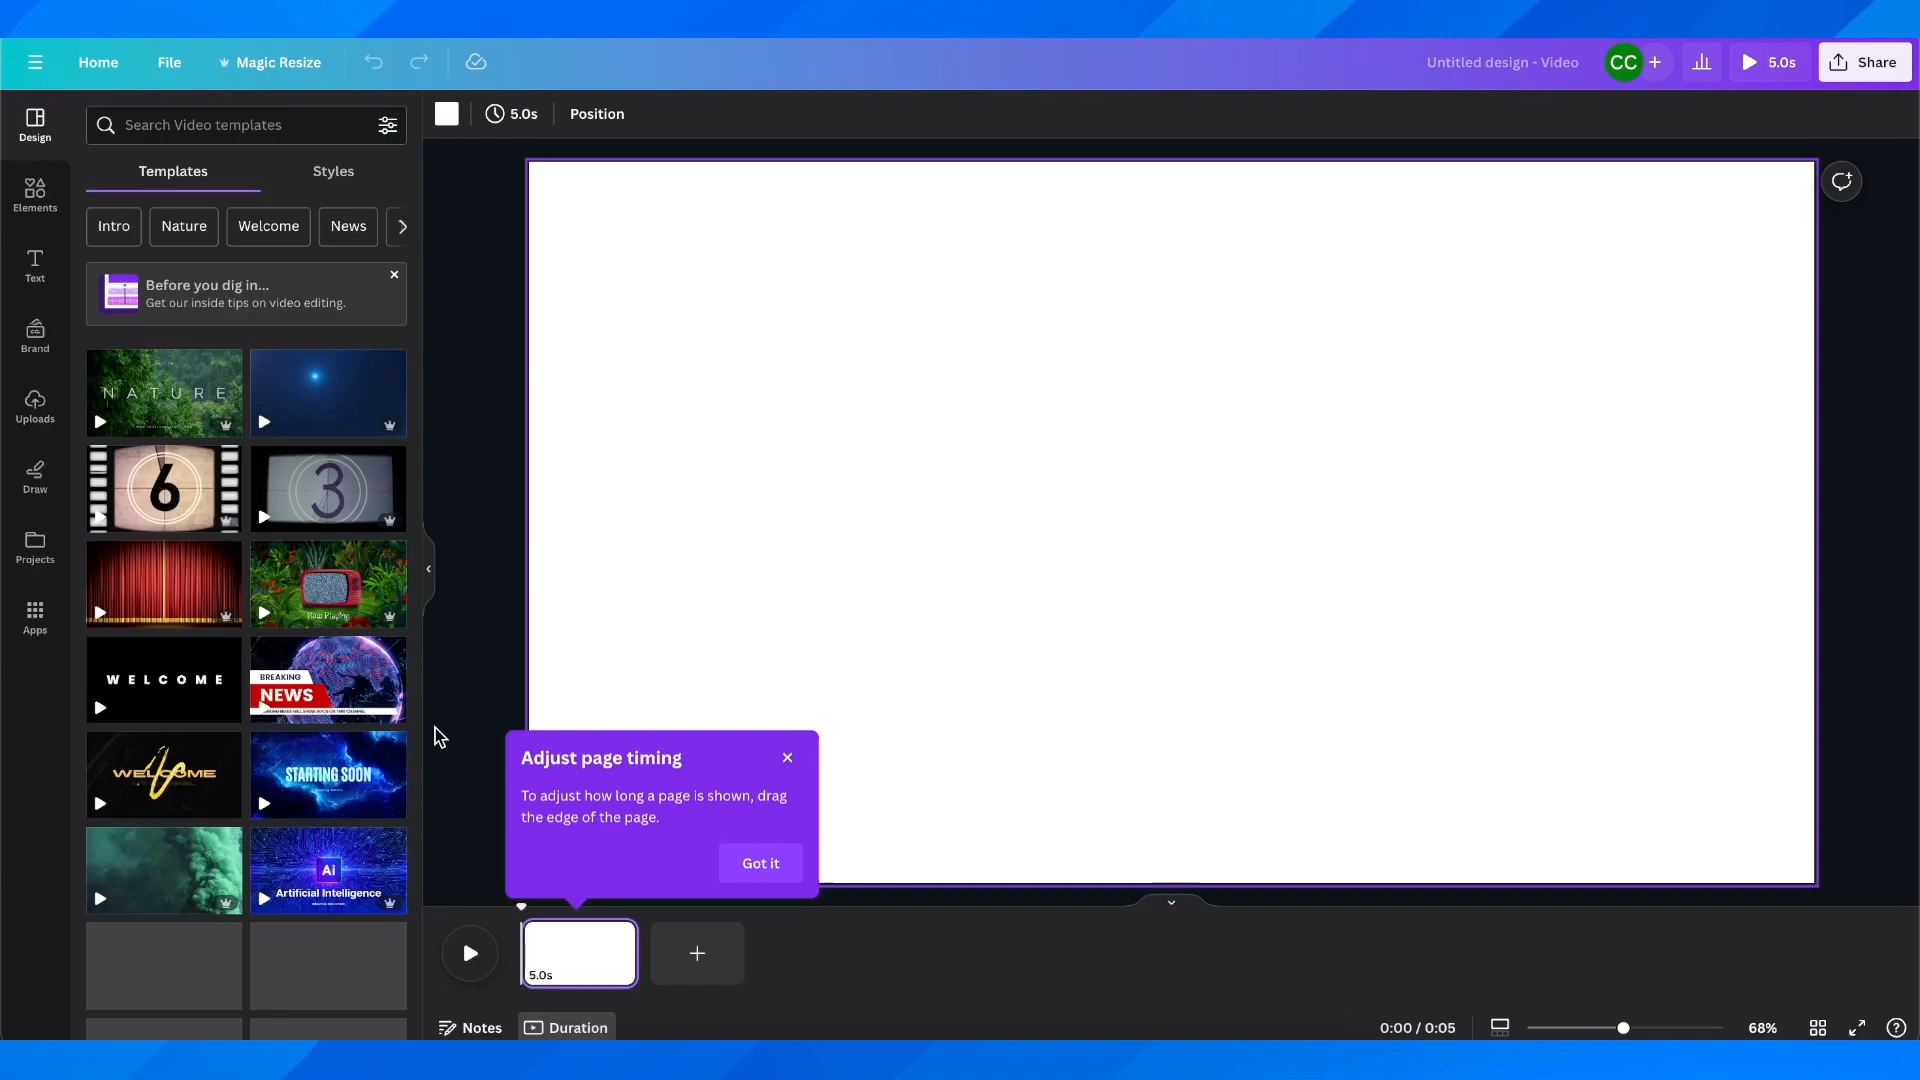 Home
File
Magic Resize
Untitled design - Video
CC
5.0s
Share
Design
Elements
Text
Brand
Uploads
Draw
Projects
Apps
Search Video templates
Templates
Styles
Intro
Nature
Welcome
News
Before you dig in...
Get our inside tips on video editing.
NATURE
6
3
Now Playing
WELCOME
BREAKING
NEWS
WELCOME
STARTING SOON
Ai
Artificial Intelligence
5.0s
Position
Adjust page timing
To adjust how long a page is shown, drag
the edge of the page.
Got it
5.0s
Notes
Duration
0:00 / 0:05
68%